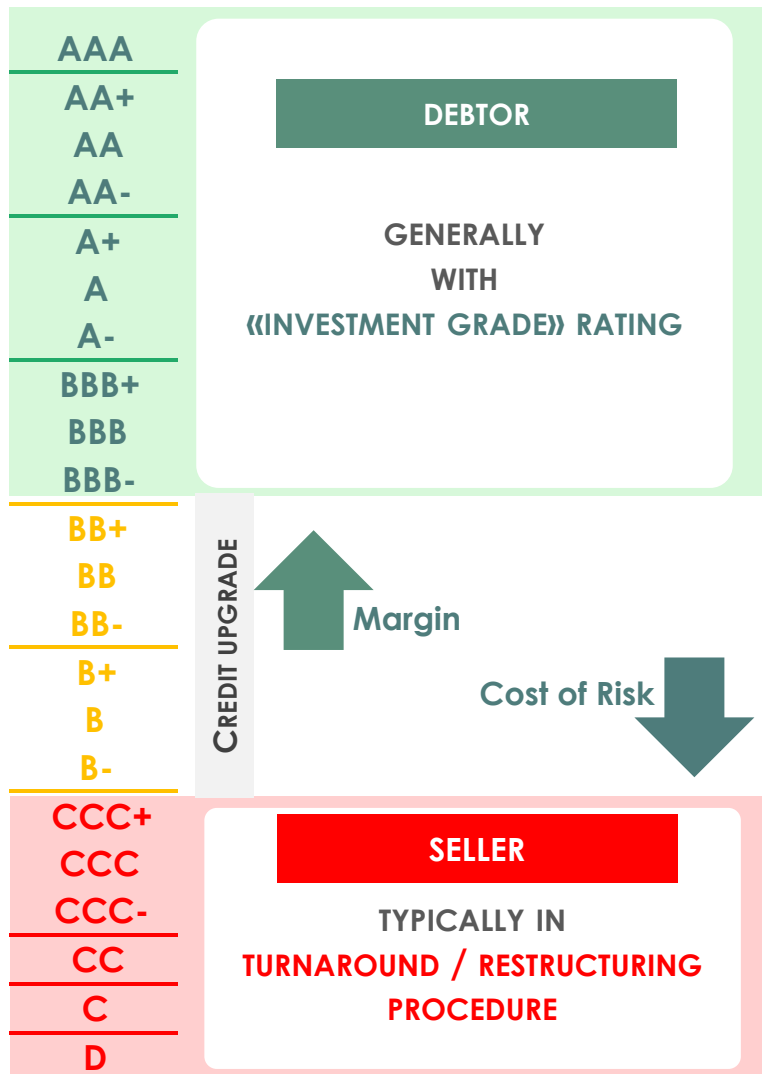 AAA
AA+
AA
AA-
A+
A
A-
BBB+
BBB
BBB-
BB+
BB
BB-
B+
B
B-
CCC+
CCC
CCC-
CC
C
D
DEBTOR
GENERALLY
WITH
«INVESTMENT GRADE» RATING
CREDIT UPGRADE
Margin
Cost of Risk
SELLER
TYPICALLY IN
TURNAROUND / RESTRUCTURING
PROCEDURE